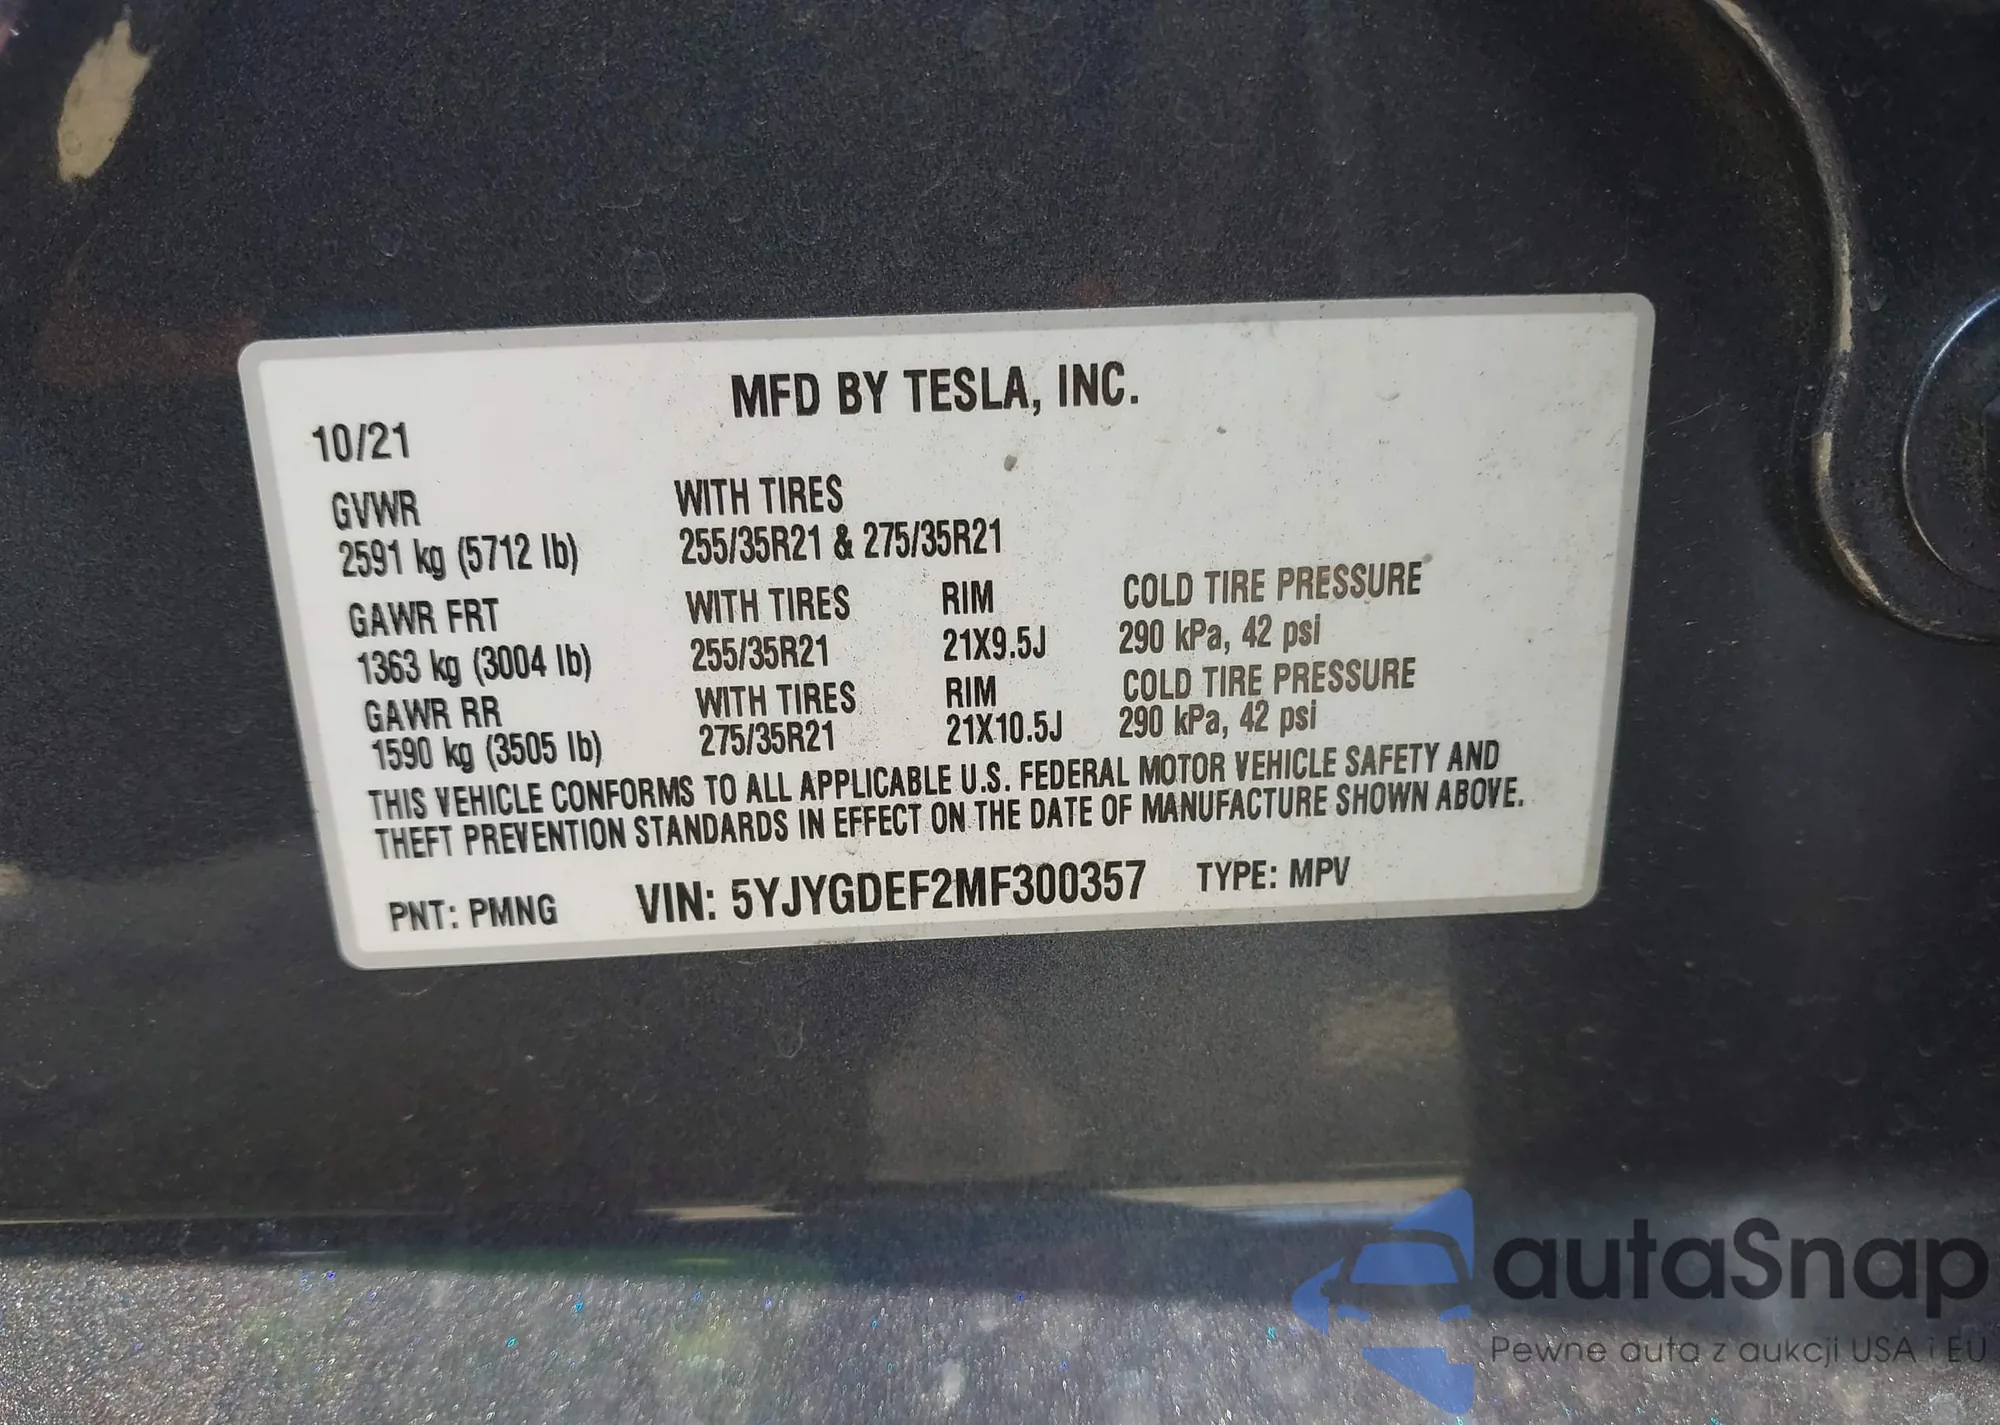 MFD BY TESLA, INC.
10/21
GVWR WITH TIRES
2591 kg (5712 lb) 255/35R21 & 275/35R21
GAWR FRT WITH TIRES RIM COLD TIRE PRESSURE
1363 kg (3004 lb) 255/35R21 21X9.5J 290 kPa, 42 psi
GAWR RR WITH TIRES RIM COLD TIRE PRESSURE
1590 kg (3505 lb) 275/35R21 21X10.5J 290 kPa, 42 psi
THIS VEHICLE CONFORMS TO ALL APPLICABLE U.S. FEDERAL MOTOR VEHICLE SAFETY AND
THEFT PREVENTION STANDARDS IN EFFECT ON THE DATE OF MANUFACTURE SHOWN ABOVE.
PNT: PMNG VIN: 5YJYGDEF2MF300357 TYPE: MPV
autaSnap
Pewne auta z aukcji USA i EU